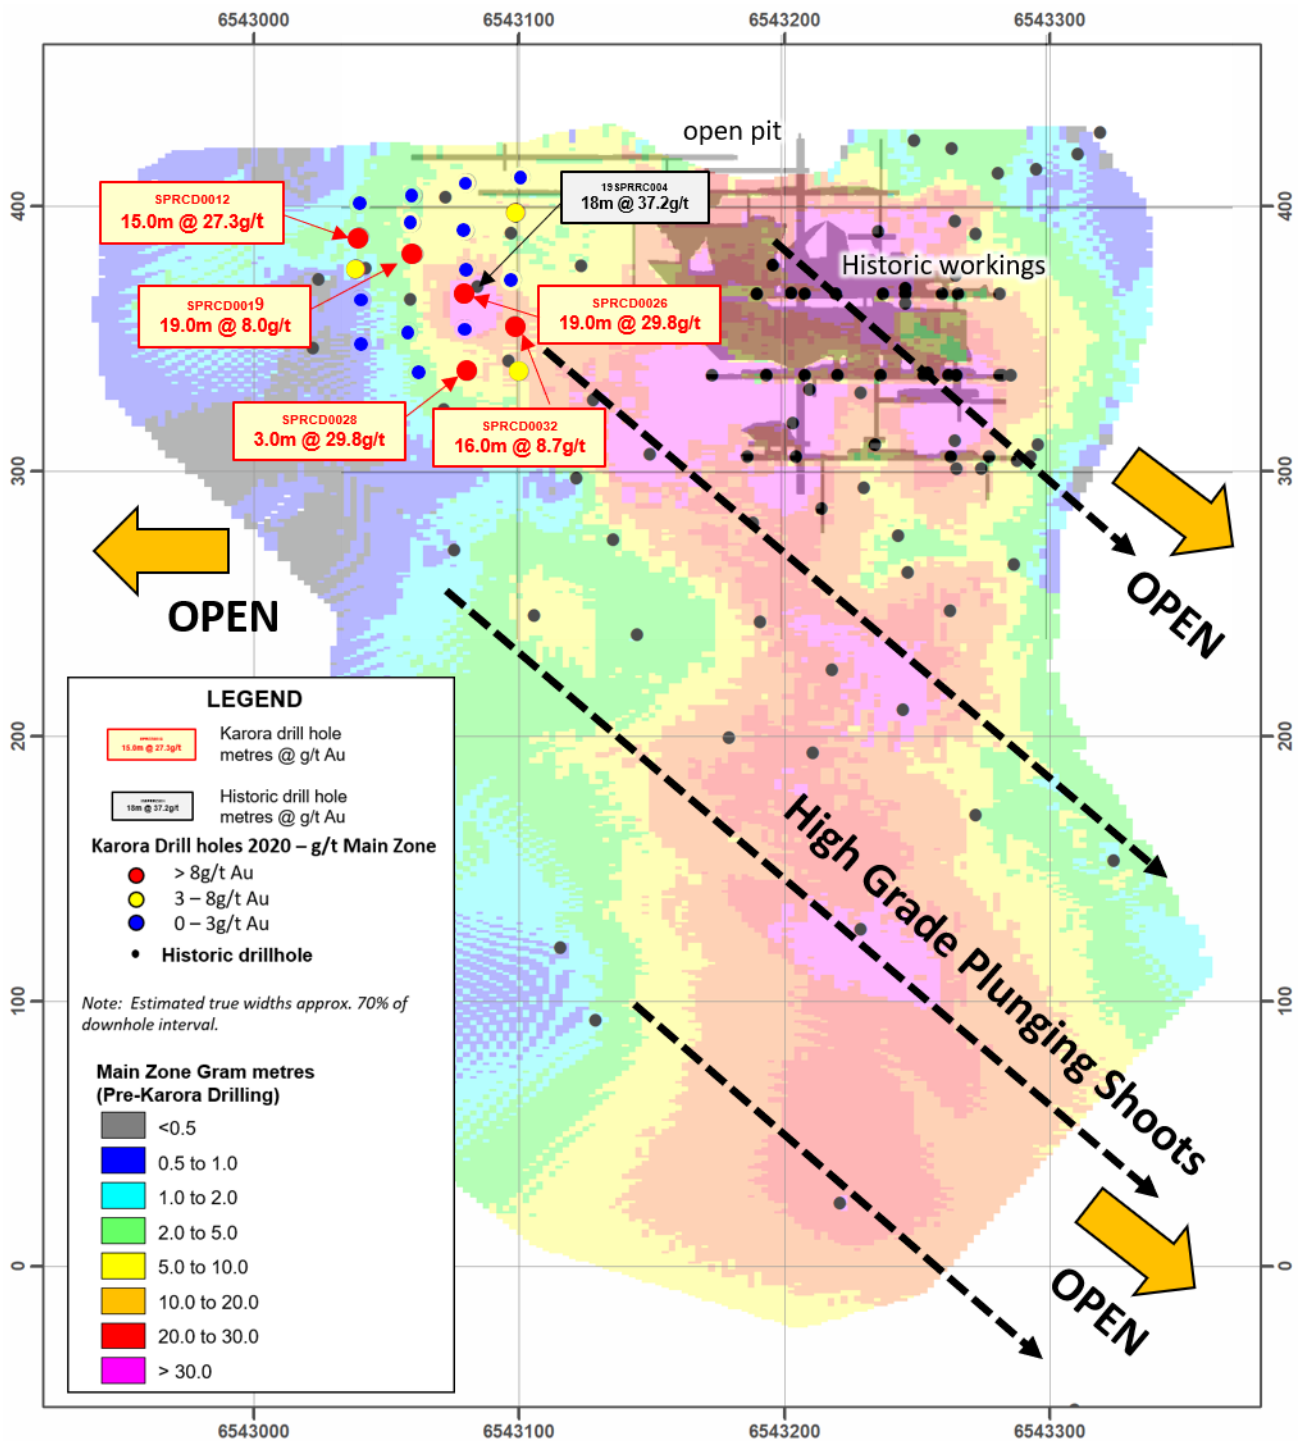 6543000
6543100
6543200
6543300
open pit
400
400
SPRCD0012
15.0m @ 27.3g/t
19SPRRC004
18m @ 37.2g/t
Historic workings
SPRCD0019
19.0m @ 8.0g/t
SPRCD0026
19.0m @ 29.8g/t
SPRCD0028
3.0m @ 29.8g/t
SPRCD0032
16.0m @ 8.7g/t
300
300
OPEN
OPEN
200
200
High Grade Plunging Shoots
100
100
0
0
OPEN
LEGEND
15.0m @ 27.3g/t
Karora drill hole
metres @ g/t Au
18m @ 37.2g/t
Historic drill hole
metres @ g/t Au
Karora Drill holes 2020 – g/t Main Zone
> 8g/t Au
3 – 8g/t Au
0 – 3g/t Au
Historic drillhole
Note: Estimated true widths approx. 70% of
downhole interval.
Main Zone Gram metres
(Pre-Karora Drilling)
<0.5
0.5 to 1.0
1.0 to 2.0
2.0 to 5.0
5.0 to 10.0
10.0 to 20.0
20.0 to 30.0
> 30.0
6543000
6543100
6543200
6543300